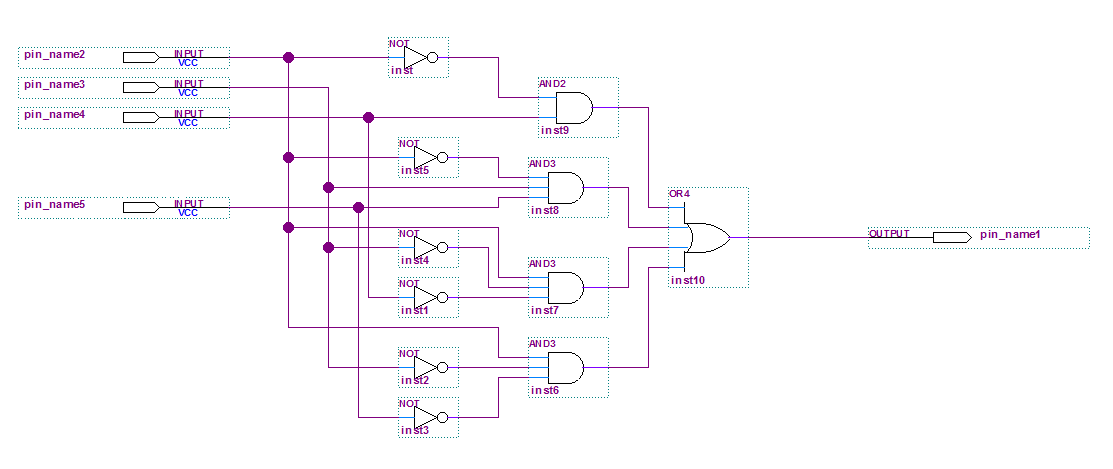 pin_name2 INPUT VCC
pin_name3 INPUT VCC
pin_name4 INPUT VCC
pin_name5 INPUT VCC
NOT
inst
AND2
inst9
NOT
inst5
AND3
inst8
OR4
inst10
OUTPUT pin_name1
NOT
inst4
AND3
inst7
NOT
inst1
AND3
inst6
NOT
inst2
NOT
inst3